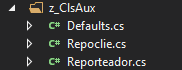 z_ClsAux
C# Defaults.cs
C# Repoclie.cs
C# Reporteador.cs